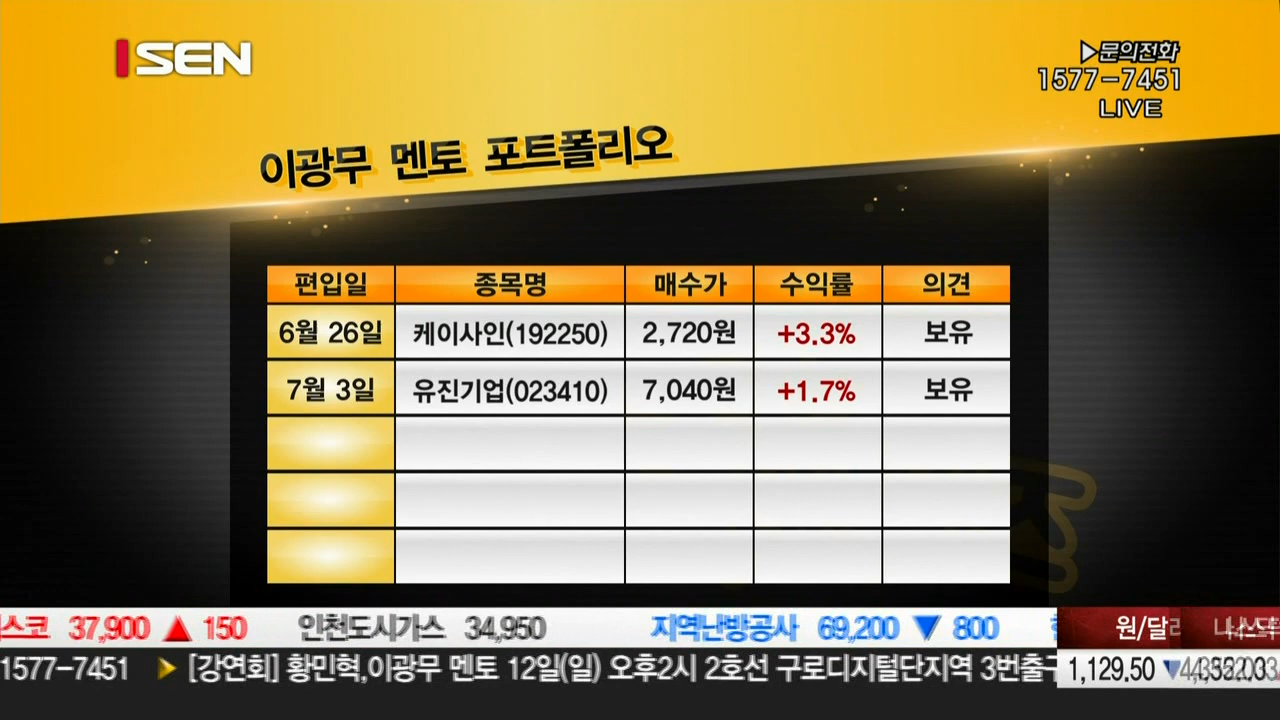 SEN
▶문의전화
1577-7451
LIVE
이광무 멘토 포트폴리오
편입일 종목명 매수가 수익률 의견
6월 26일 케이사인(192250) 2,720원 +3.3% 보유
7월 3일 유진기업(023410) 7,040원 +1.7% 보유
스코 37,900 ▲ 150 인천도시가스 34,950 지역난방공사 69,200 ▼ 800
원/달
1577-7451 ▶ [강연회] 황민혁,이광무 멘토 12일(일) 오후2시 2호선 구로디지털단지역 3번출구
1,129.50